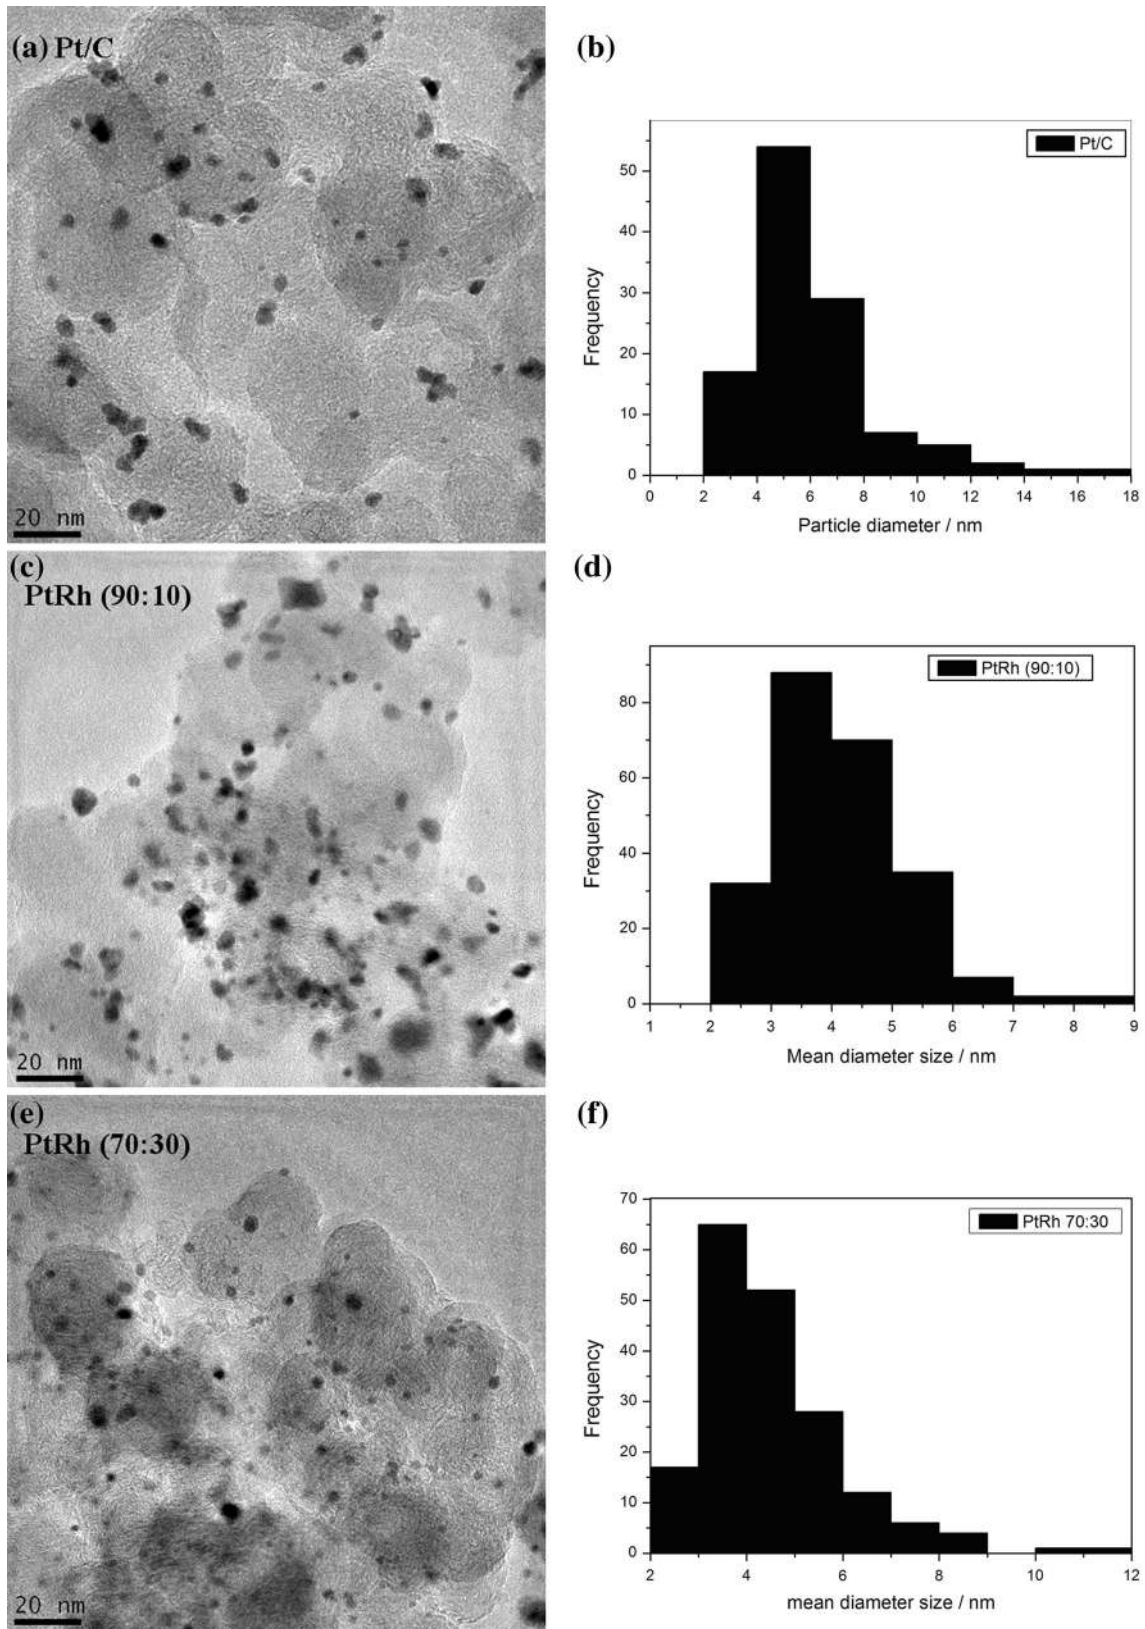 (a) Pt/C
20 nm
(b)
Pt/C
Frequency
50
40
30
20
10
0
0 2 4 6 8 10 12 14 16 18
Particle diameter / nm
(c)
PtRh (90:10)
20 nm
(d)
PtRh (90:10)
Frequency
80
60
40
20
0
1 2 3 4 5 6 7 8 9
Mean diameter size / nm
(e)
PtRh (70:30)
20 nm
(f)
PtRh 70:30
Frequency
70
60
50
40
30
20
10
0
2 4 6 8 10 12
mean diameter size / nm